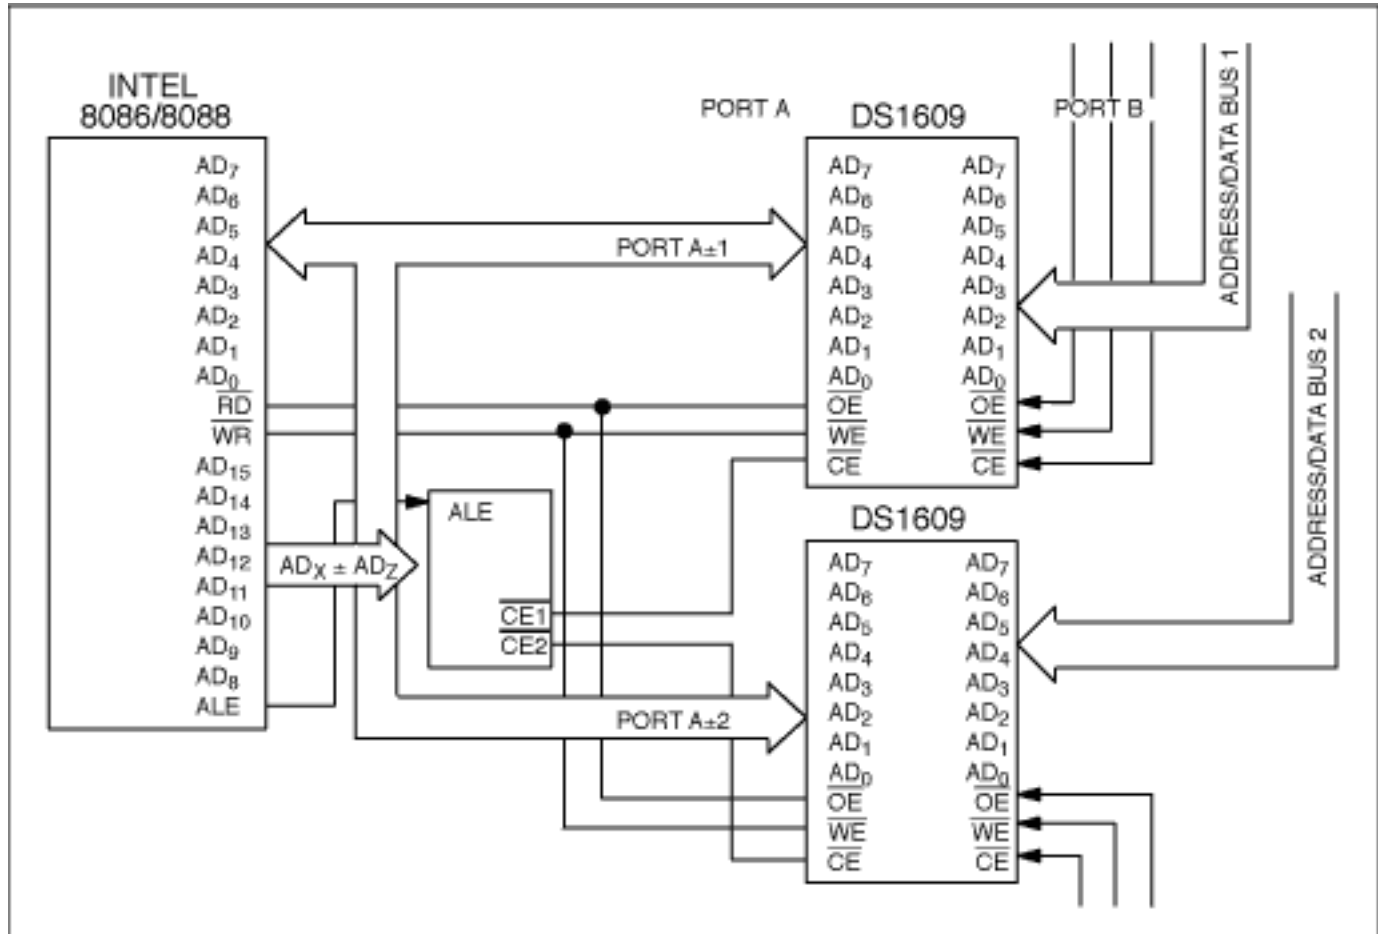 INTEL
8086/8088
AD7
AD6
AD5
AD4
AD3
AD2
AD1
AD0
RD
WR
AD15
AD14
AD13
AD12
AD11
AD10
AD9
AD8
ALE
ADX ± ADZ
ALE
CE1
CE2
PORT A±1
PORT A±2
PORT A
DS1609
PORT B
AD7
AD6
AD5
AD4
AD3
AD2
AD1
AD0
OE
WE
CE
AD7
AD6
AD5
AD4
AD3
AD2
AD1
AD0
OE
WE
CE
DS1609
AD7
AD6
AD5
AD4
AD3
AD2
AD1
AD0
OE
WE
CE
AD7
AD6
AD5
AD4
AD3
AD2
AD1
AD0
OE
WE
CE
ADDRESS/DATA BUS 1
ADDRESS/DATA BUS 2